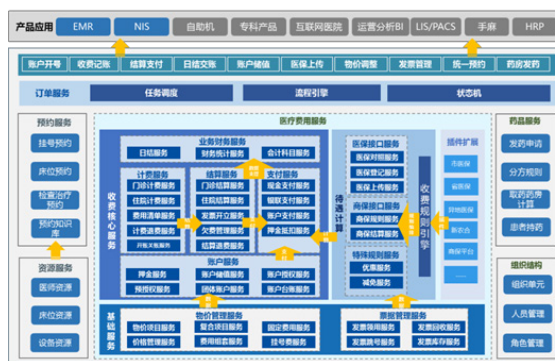 产品应用
EMR
NIS
自助机
专科产品
互联网医院
运营分析BI
LIS/PACS
手麻
HRP
账户开号
收费记账
结算支付
日结交账
账户储值
医保上传
物价调整
发票管理
统一预约
药房发药
订单服务
任务调度
流程引擎
状态机
预约服务
挂号预约
床位预约
检查治疗
预约
预约知识
库
资源服务
医师资源
床位资源
设备资源
医疗费用服务
收费核心服务
业务财务服务
日结服务
财务统计服务
会计科目服务
计费服务
门诊计费服务
住院计费服务
费用清单服务
计费退费服务
结算服务
门诊结算服务
住院结算服务
发票开立服务
欠费管理服务
结算退费服务
支付服务
现金支付服务
银联支付服务
账户支付服务
押金抵扣服务
账户服务
押金服务
账户储值服务
账户授权服务
预授权服务
团体账户服务
账户台账服务
待遇计算
医保接口服务
医保对照服务
医保登记服务
医保上传服务
商保接口服务
商保规则服务
商保结算服务
特殊规则服务
优惠服务
减免服务
收费规则引擎
插件扩展
市医保
省医保
异地医保
新农合
商保平台
......
基础服务
物价管理服务
物价项目服务
复合项目服务
固定费用服务
价格管理服务
费用组套服务
挂号费服务
票据管理服务
发票领用服务
发票回收服务
发票跳号服务
发票库存服务
药品服务
发药申请
分方规则
取药药房
计算
患者持药
组织结构
组织单元
人员管理
角色管理